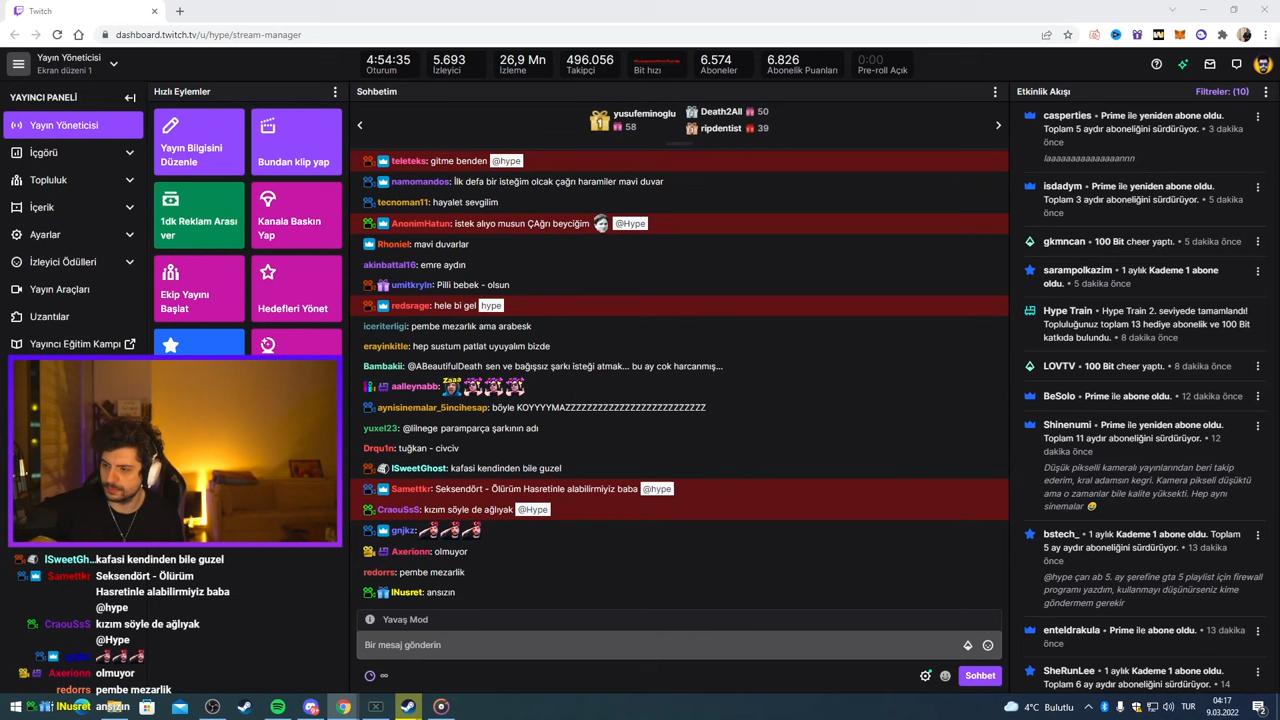 Twitch
dashboard.twitch.tv/u/hype/stream-manager
Yayın Yöneticisi
Ekran düzeni 1
4:54:35
Oturum
5.693
İzleyici
26,9 Mn
İzleme
496.056
Takipçi
Bit hızı
6.574
Aboneler
6.826
Abonelik Puanları
0:00
Pre-roll Açık
YAYINCI PANELİ
Yayın Yöneticisi
İçgörü
Topluluk
İçerik
Ayarlar
İzleyici Ödülleri
Yayın Araçları
Uzantılar
Yayıncı Eğitim Kampı
Hızlı Eylemler
Yayın Bilgisini
Düzenle
Bundan klip yap
1dk Reklam Arası
ver
Kanala Baskın
Yap
Ekip Yayını
Başlat
Hedefleri Yönet
lSweetGh...kafasi kendinden bile guzel
Samettkr Seksendört - Ölürüm
Hasretinle alabilirmiyiz baba
@hype
CraouSsS kızım söyle de ağlıyak
@Hype
gnjkz
Axerionn olmuyor
redorrs pembe mezarlik
INusret ansızın
Sohbetim
1
yusufeminoglu
58
Death2All 50
ripdentist 39
teleteks: gitme benden @hype
namomandos: İlk defa bir isteğim olcak çağrı haramiler mavi duvar
tecnoman11: hayalet sevgilim
AnonimHatun: istek alıyo musun ÇAğrı beyciğim @Hype
Rhoniel: mavi duvarlar
akinbattal16: emre aydın
umitkryln: Pilli bebek - olsun
redsrage: hele bi gel hype
iceriterligi: pembe mezarlık ama arabesk
erayinkitle: hep sustum patlat uyuyalım bizde
Bambakii: @ABeautifulDeath sen ve bağışsız şarkı isteği atmak... bu ay cok harcanmış...
aalleynabb: Zaaa
aynisinemalar_5incihesap: böyle KOYYYYMAZZZZZZZZZZZZZZZZZZZZZZZZZZ
yuxel23: @lilnege paramparça şarkının adı
Drqu1n: tuğkan - civciv
lSweetGhost: kafasi kendinden bile guzel
Samettkr: Seksendört - Ölürüm Hasretinle alabilirmiyiz baba @hype
CraouSsS: kızım söyle de ağlıyak @Hype
gnjkz:
Axerionn: olmuyor
redorrs: pembe mezarlik
INusret: ansızın
Yavaş Mod
Bir mesaj gönderin
∞
Sohbet
Etkinlik Akışı
Filtreler: (10)
casperties • Prime ile yeniden abone oldu.
Toplam 5 aydır aboneliğini sürdürüyor. • 3 dakika
önce
laaaaaaaaaaaaaaannn
isdadym • Prime ile yeniden abone oldu.
Toplam 3 aydır aboneliğini sürdürüyor. • 5 dakika
önce
gkmncan • 100 Bit cheer yaptı. • 5 dakika önce
sarampolkazim • 1 aylık Kademe 1 abone
oldu. • 5 dakika önce
Hype Train • Hype Train 2. seviyede tamamlandı!
Topluluğunuz toplam 13 hediye abonelik ve 100 Bit
katkıda bulundu. • 8 dakika önce
LOVTV • 100 Bit cheer yaptı. • 8 dakika önce
BeSolo • Prime ile abone oldu. • 12 dakika önce
Shinenumi • Prime ile yeniden abone oldu.
Toplam 11 aydır aboneliğini sürdürüyor. • 12
dakika önce
Düşük pikselli kameralı yayınlarından beri takip
ederim, kral adamsın kegri. Kamera pikseli düşüktü
ama o zamanlar bile kalite yüksekti. Hep aynı
sinemalar
bstech_ • 1 aylık Kademe 1 abone oldu. Toplam
5 ay aydır aboneliğini sürdürüyor. • 13 dakika
önce
@hype çarı ab 5. ay şerefine gta 5 playlist için firewall
programı yazdım, kullanmayı düşünürseniz kime
göndermem gerekir
enteldrakula • Prime ile abone oldu. • 13 dakika
önce
SheRunLee • 1 aylık Kademe 1 abone oldu.
Toplam 6 ay aydır aboneliğini sürdürüyor. • 14
4°C Bulutlu
TUR
04:17
9.03.2022
2